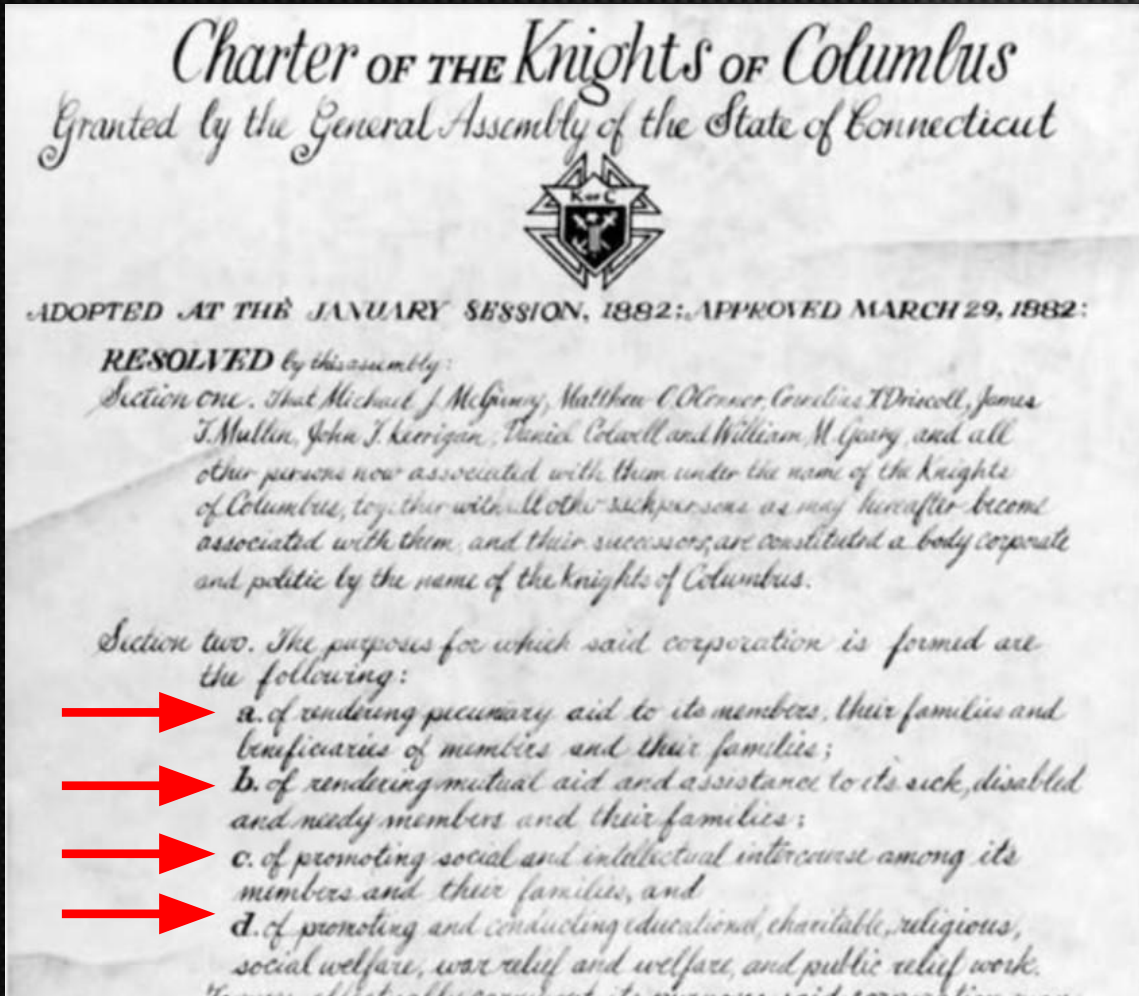 Charter OF THE Knights OF Columbus
Granted by the General Assembly of the State of Connecticut
K OF C
ADOPTED AT THE JANUARY SESSION, 1882; APPROVED MARCH 29, 1882:
RESOLVED by this assembly:
Section one. That Michael J. McGivney, Matthew C. O'Connor, Cornelius T. Driscoll, James
T. Mullen, John T. Kerrigan, Daniel Colwell and William M. Geary, and all
other persons now associated with them under the name of the Knights
of Columbus, together with all other such persons as may hereafter become
associated with them, and their successors, are constituted a body corporate
and politic by the name of the Knights of Columbus.
Section two. The purposes for which said corporation is formed are
the following:
a. of rendering pecuniary aid to its members, their families and
beneficiaries of members and their families;
b. of rendering mutual aid and assistance to its sick, disabled
and needy members and their families;
c. of promoting social and intellectual intercourse among its
members and their families, and
d. of promoting and conducting educational, charitable, religious,
social welfare, war relief and welfare, and public relief work.